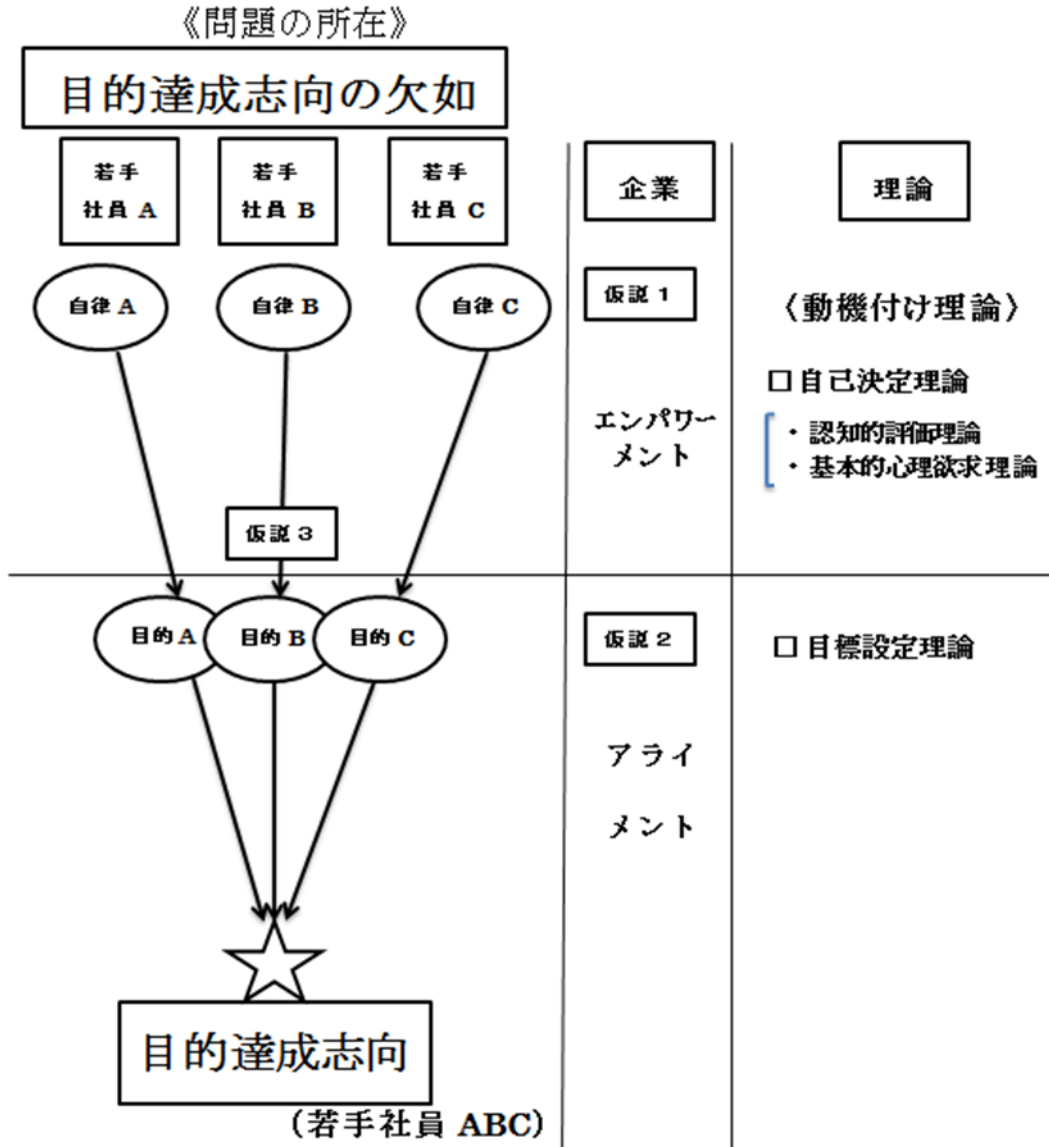 《問題の所在》
目的達成志向の欠如
若手
社員 A
若手
社員 B
若手
社員 C
企業
理論
自律 A
自律 B
自律 C
仮説 1
〈動機付け理論〉
エンパワー
メント
□ 自己決定理論
・認知的評価理論
・基本的心理欲求理論
仮説 3
目的 A
目的 B
目的 C
仮説 2
□ 目標設定理論
アライ
メント
目的達成志向
(若手社員 ABC)